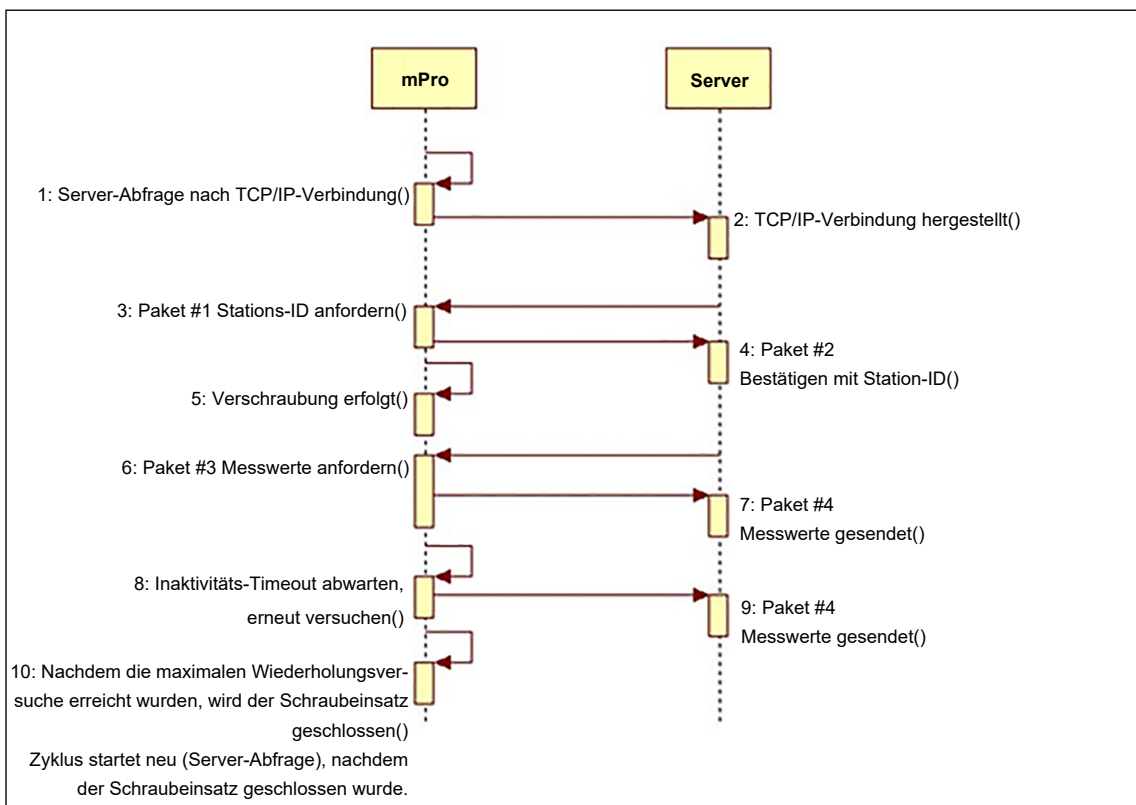 mPro
Server
1: Server-Abfrage nach TCP/IP-Verbindung()
2: TCP/IP-Verbindung hergestellt()
3: Paket #1 Stations-ID anfordern()
4: Paket #2
Bestätigen mit Station-ID()
5: Verschraubung erfolgt()
6: Paket #3 Messwerte anfordern()
7: Paket #4
Messwerte gesendet()
8: Inaktivitäts-Timeout abwarten,
erneut versuchen()
9: Paket #4
Messwerte gesendet()
10: Nachdem die maximalen Wiederholungsver-
suche erreicht wurden, wird der Schraubeinsatz
geschlossen()
Zyklus startet neu (Server-Abfrage), nachdem
der Schraubeinsatz geschlossen wurde.